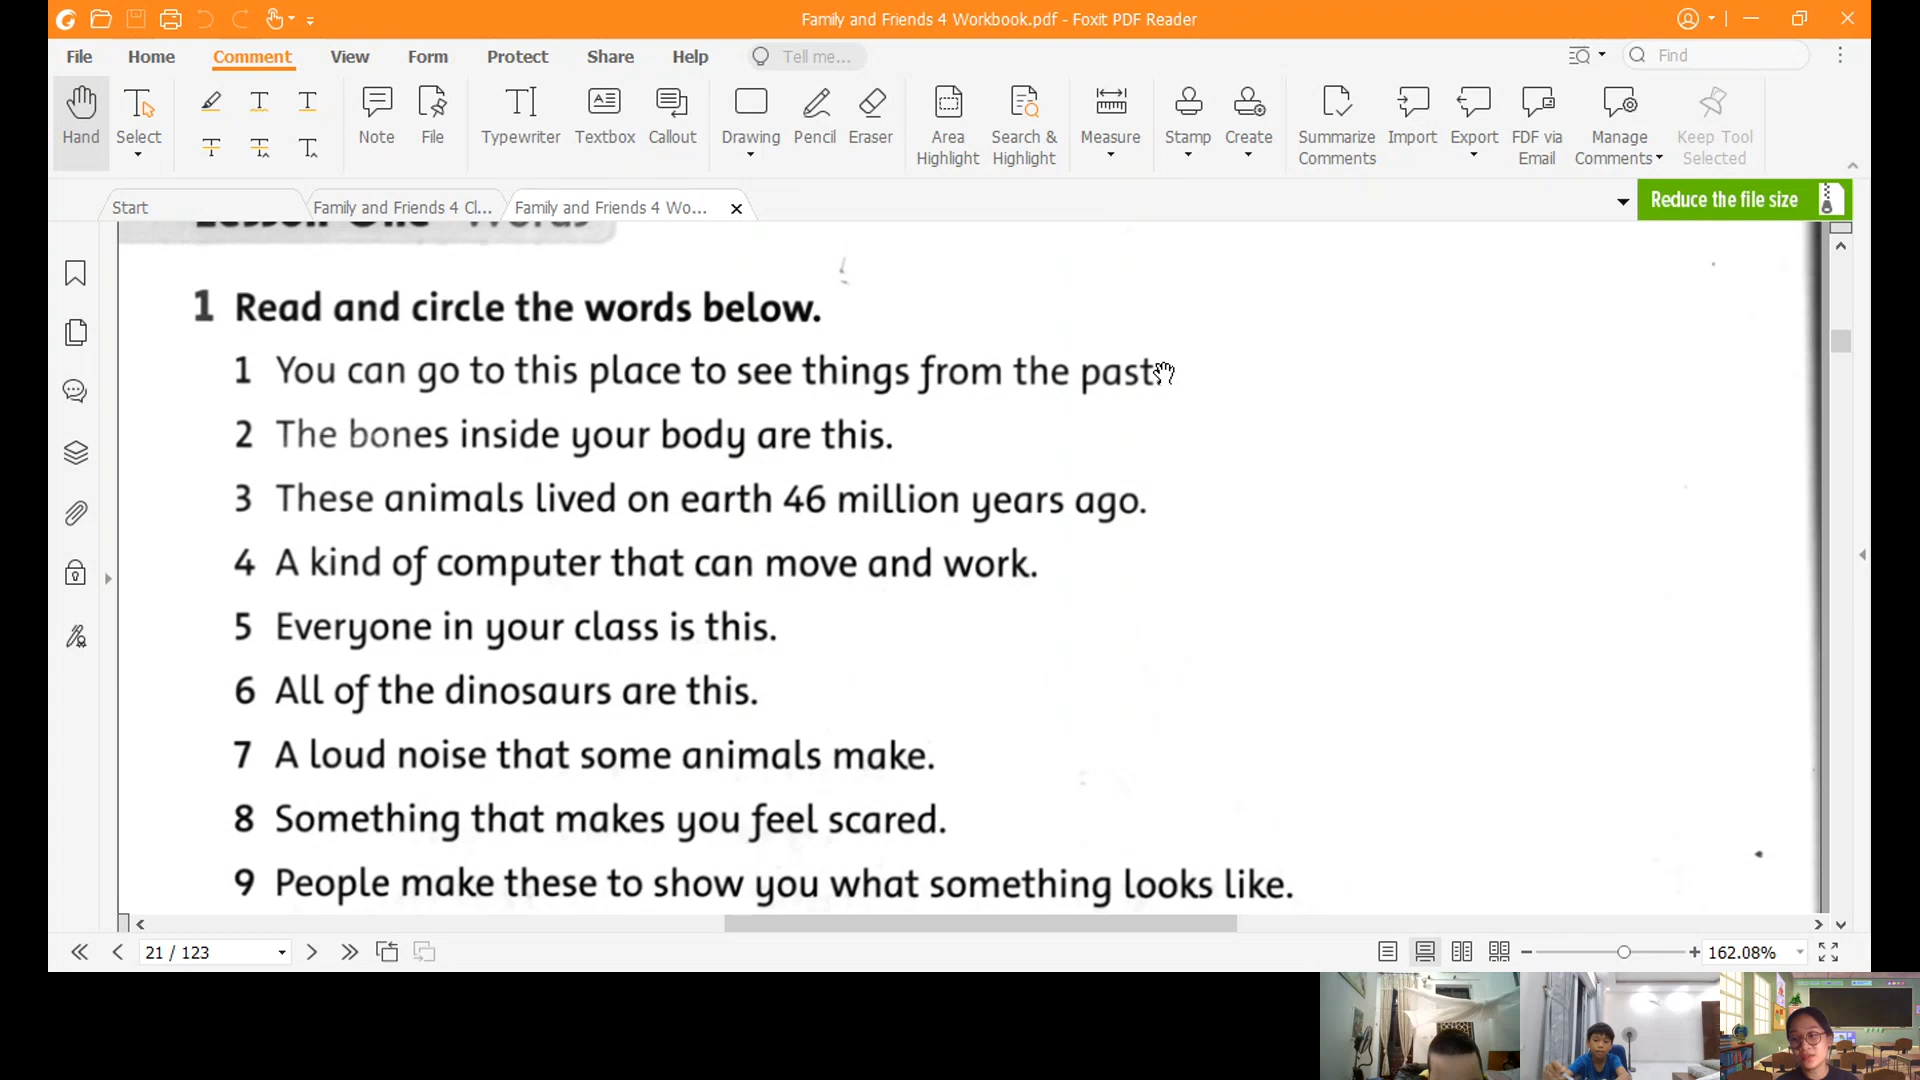 Family and Friends 4 Workbook.pdf - Foxit PDF Reader
File Home Comment View Form Protect Share Help Tell me... Find
Hand Select Note File Typewriter Textbox Callout Drawing Pencil Eraser Area Highlight Search & Highlight Measure Stamp Create Summarize Comments Import Export FDF via Email Manage Comments Keep Tool Selected
Start Family and Friends 4 Cl... Family and Friends 4 Wo... Reduce the file size
Lesson One Words
1 Read and circle the words below.
1 You can go to this place to see things from the past.
2 The bones inside your body are this.
3 These animals lived on earth 46 million years ago.
4 A kind of computer that can move and work.
5 Everyone in your class is this.
6 All of the dinosaurs are this.
7 A loud noise that some animals make.
8 Something that makes you feel scared.
9 People make these to show you what something looks like.
21 / 123 162.08%